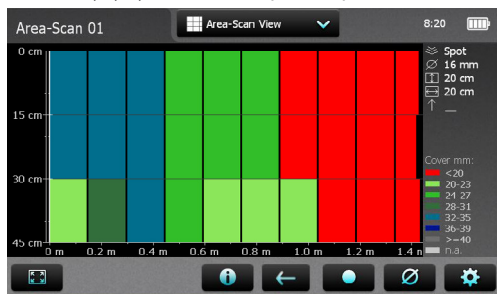 Area-Scan 01
Area-Scan View
8:20
0 cm
15 cm
30 cm
45 cm
0 m 0.2 m 0.4 m 0.6 m 0.8 m 1.0 m 1.2 m 1.4 m
Spot
Ø 16 mm
20 cm
20 cm
Cover mm:
<20
20-23
24-27
28-31
32-35
36-39
>=40
n.a.